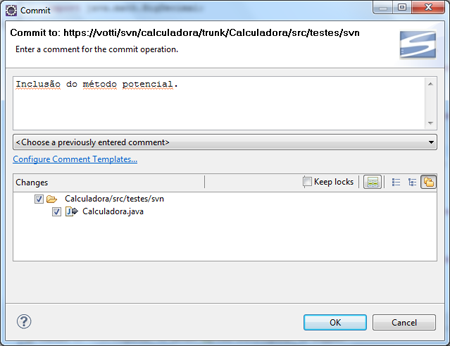 Commit
Commit to: https://votti/svn/calculadora/trunk/Calculadora/src/testes/svn
Enter a comment for the commit operation.
Inclusão do método potencial.
<Choose a previously entered comment>
Configure Comment Templates...
Changes
Keep locks
Calculadora/src/testes/svn
Calculadora.java
OK
Cancel